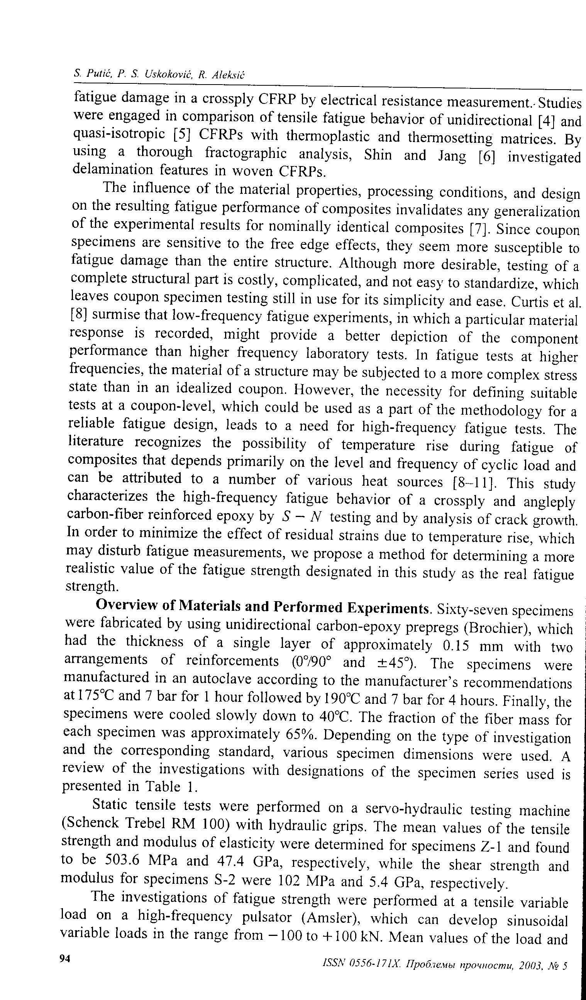 S. Putić, P. S. Uskoković, R. Aleksić
fatigue damage in a crossply CFRP by electrical resistance measurement. Studies
were engaged in comparison of tensile fatigue behavior of unidirectional [4] and
quasi-isotropic [5] CFRPs with thermoplastic and thermosetting matrices. By
using a thorough fractographic analysis, Shin and Jang [6] investigated
delamination features in woven CFRPs.
The influence of the material properties, processing conditions, and design
on the resulting fatigue performance of composites invalidates any generalization
of the experimental results for nominally identical composites [7]. Since coupon
specimens are sensitive to the free edge effects, they seem more susceptible to
fatigue damage than the entire structure. Although more desirable, testing of a
complete structural part is costly, complicated, and not easy to standardize, which
leaves coupon specimen testing still in use for its simplicity and ease. Curtis et al.
[8] surmise that low-frequency fatigue experiments, in which a particular material
response is recorded, might provide a better depiction of the component
performance than higher frequency laboratory tests. In fatigue tests at higher
frequencies, the material of a structure may be subjected to a more complex stress
state than in an idealized coupon. However, the necessity for defining suitable
tests at a coupon-level, which could be used as a part of the methodology for a
reliable fatigue design, leads to a need for high-frequency fatigue tests. The
literature recognizes the possibility of temperature rise during fatigue of
composites that depends primarily on the level and frequency of cyclic load and
can be attributed to a number of various heat sources [8–11]. This study
characterizes the high-frequency fatigue behavior of a crossply and angleply
carbon-fiber reinforced epoxy by S – N testing and by analysis of crack growth.
In order to minimize the effect of residual strains due to temperature rise, which
may disturb fatigue measurements, we propose a method for determining a more
realistic value of the fatigue strength designated in this study as the real fatigue
strength.
Overview of Materials and Performed Experiments. Sixty-seven specimens
were fabricated by using unidirectional carbon-epoxy prepregs (Brochier), which
had the thickness of a single layer of approximately 0.15 mm with two
arrangements of reinforcements (0°/90° and ±45°). The specimens were
manufactured in an autoclave according to the manufacturer's recommendations
at 175°C and 7 bar for 1 hour followed by 190°C and 7 bar for 4 hours. Finally, the
specimens were cooled slowly down to 40°C. The fraction of the fiber mass for
each specimen was approximately 65%. Depending on the type of investigation
and the corresponding standard, various specimen dimensions were used. A
review of the investigations with designations of the specimen series used is
presented in Table 1.
Static tensile tests were performed on a servo-hydraulic testing machine
(Schenck Trebel RM 100) with hydraulic grips. The mean values of the tensile
strength and modulus of elasticity were determined for specimens Z-1 and found
to be 503.6 MPa and 47.4 GPa, respectively, while the shear strength and
modulus for specimens S-2 were 102 MPa and 5.4 GPa, respectively.
The investigations of fatigue strength were performed at a tensile variable
load on a high-frequency pulsator (Amsler), which can develop sinusoidal
variable loads in the range from –100 to +100 kN. Mean values of the load and
94
ISSN 0556-171X. Проблемы прочности, 2003, № 5